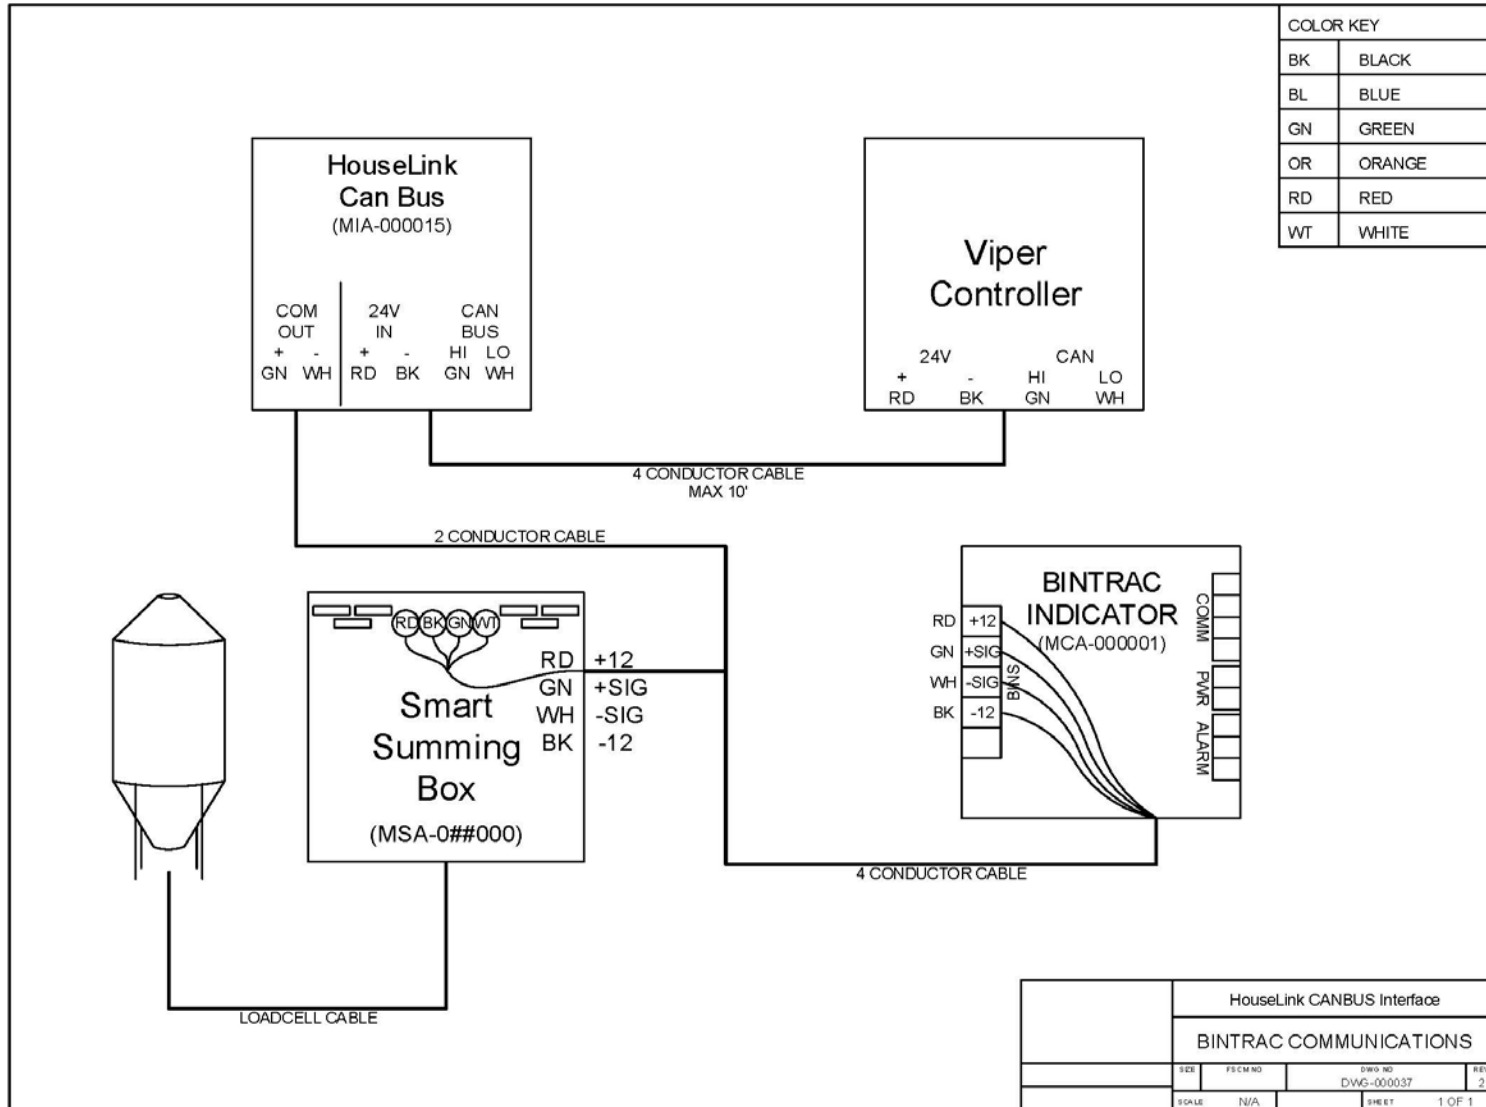 COLOR KEY
BK BLACK
BL BLUE
GN GREEN
OR ORANGE
RD RED
WT WHITE
HouseLink
Can Bus
(MIA-000015)
COM 24V CAN
OUT IN BUS
+ - + - HI LO
GN WH RD BK GN WH
Viper
Controller
24V CAN
+ - HI LO
RD BK GN WH
4 CONDUCTOR CABLE
MAX 10'
2 CONDUCTOR CABLE
RD BK GN WT
RD +12
GN +SIG
WH -SIG
BK -12
Smart
Summing
Box
(MSA-0##000)
BINTRAC
INDICATOR
(MCA-000001)
RD +12
GN +SIG
WH -SIG
BK -12
BINS
COMM
PWR
ALARM
4 CONDUCTOR CABLE
LOADCELL CABLE
HouseLink CANBUS Interface
BINTRAC COMMUNICATIONS
SIZE FSCM NO DWG NO REV
DWG-000037 2
SCALE N/A SHEET 1 OF 1